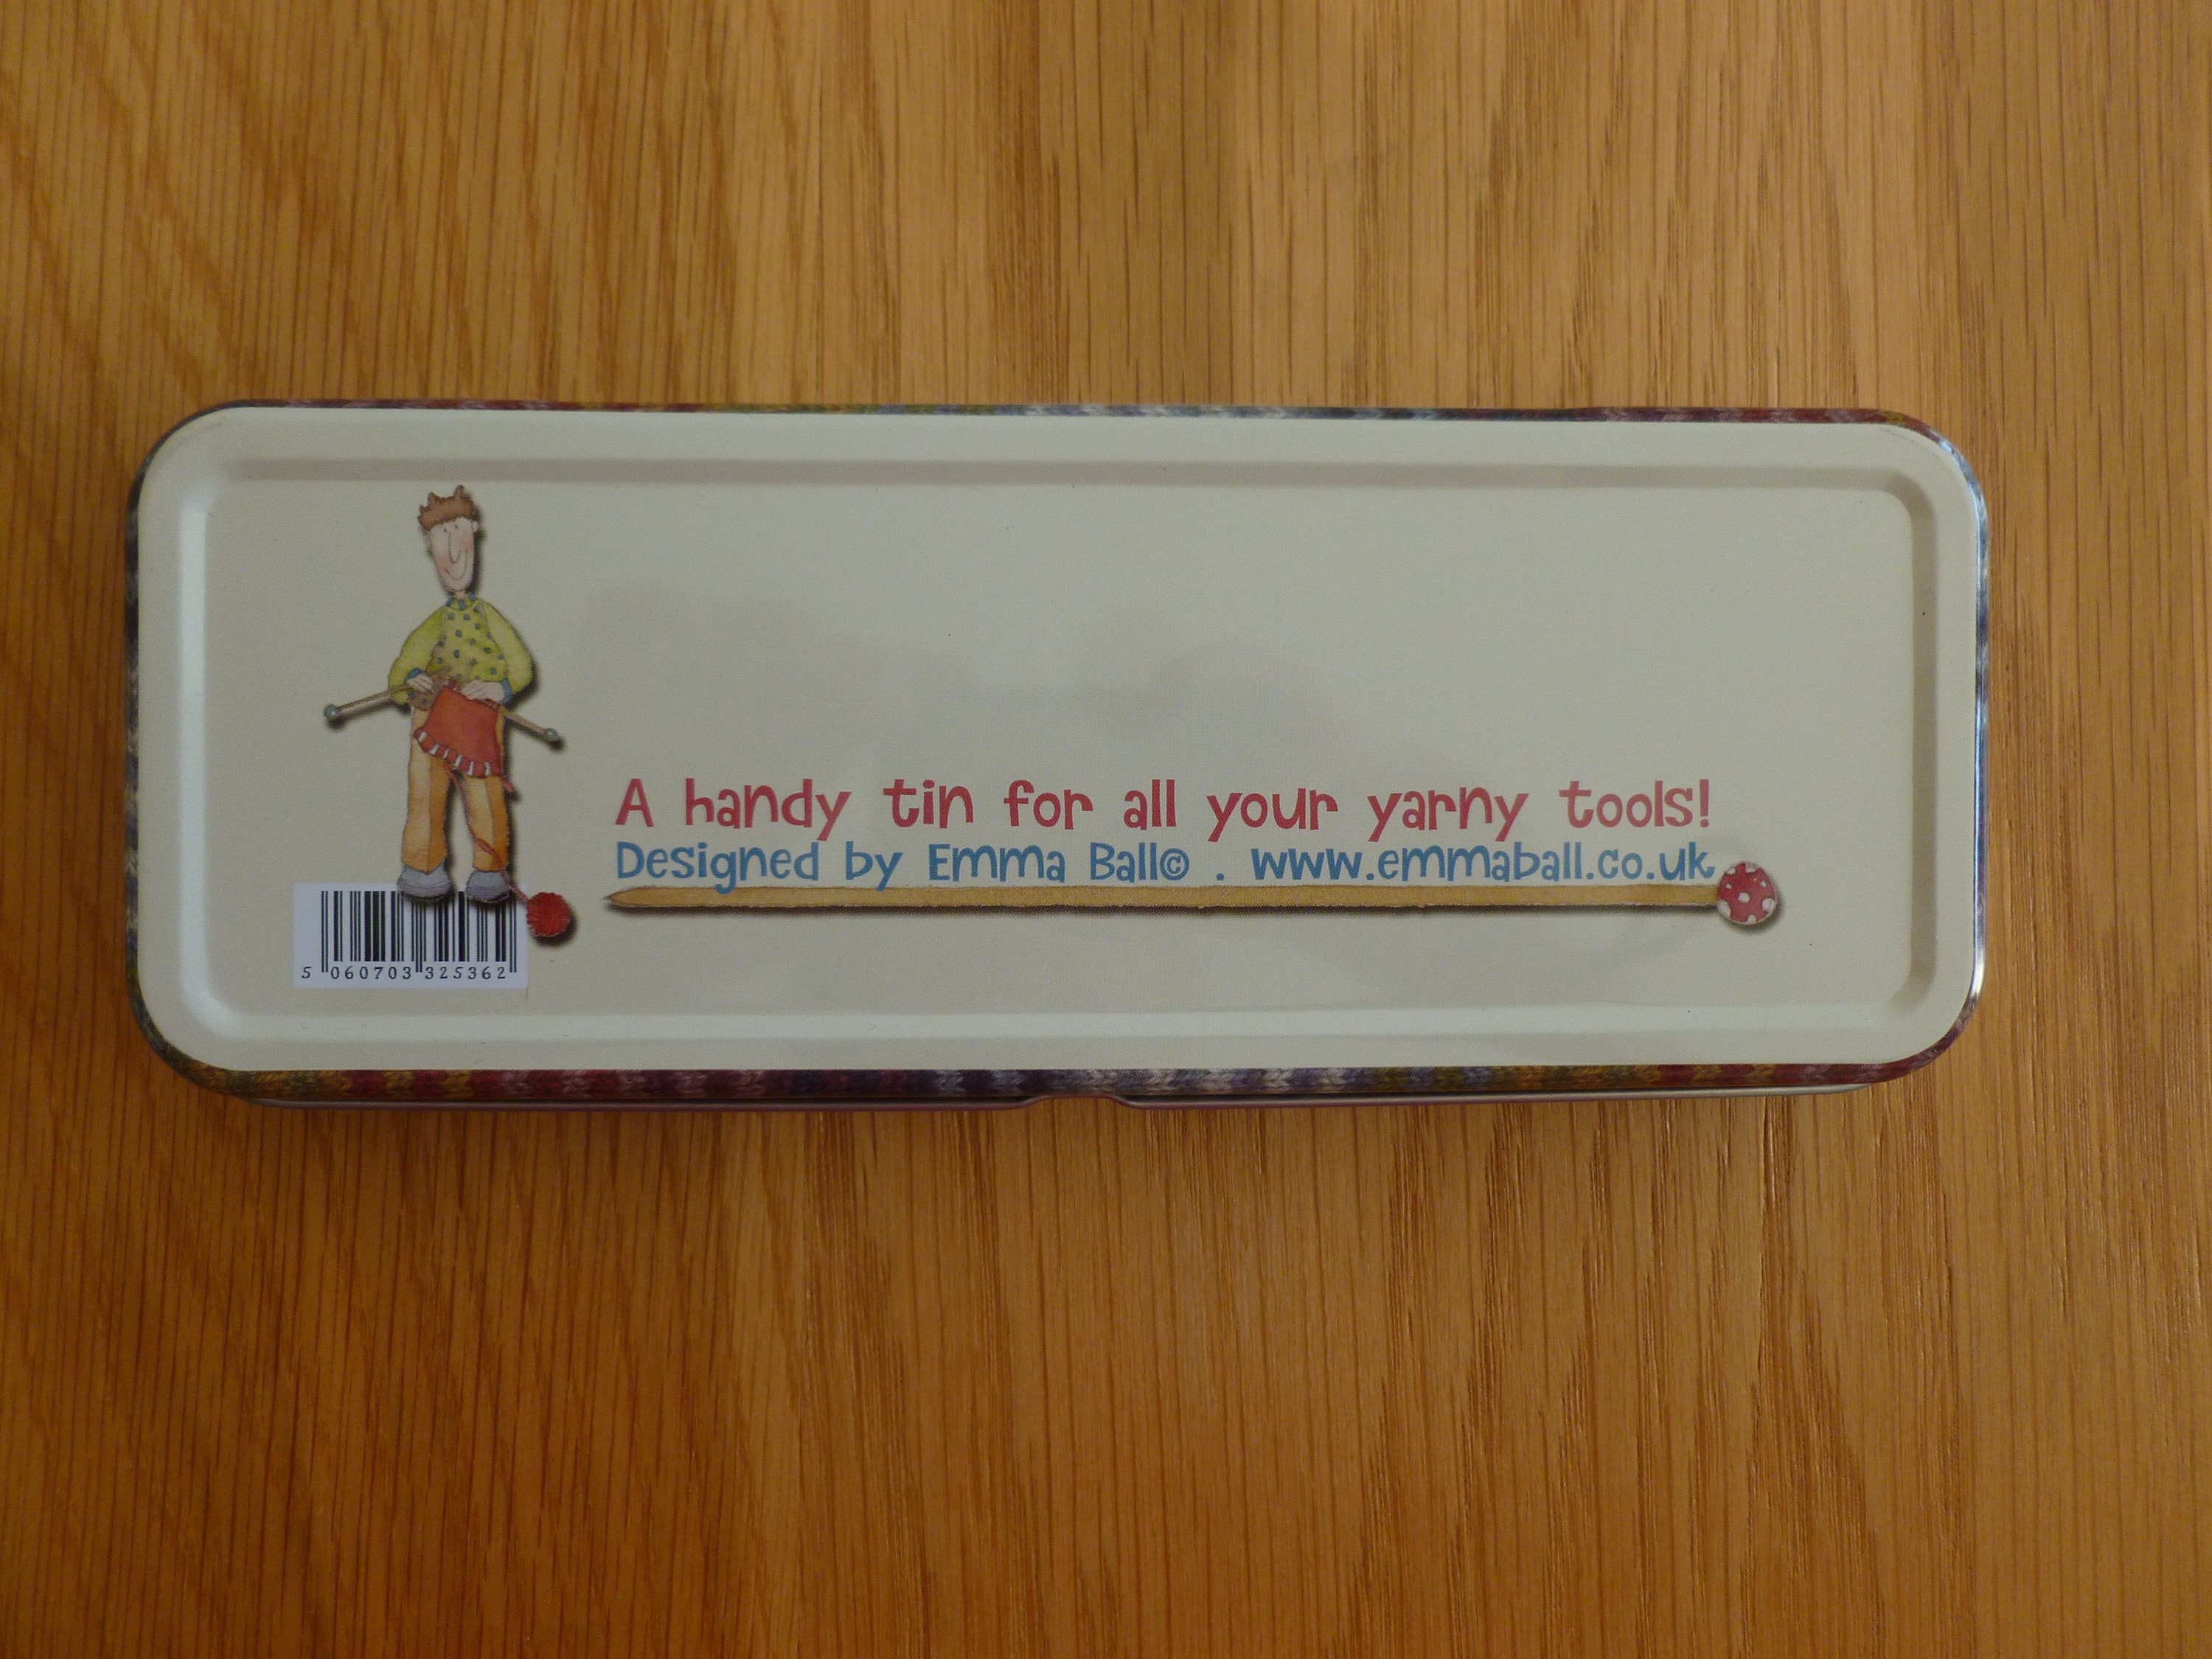 A handy tin for all your yarny tools!
Designed by Emma Ball© . www.emmaball.co.uk
5 060703 325362